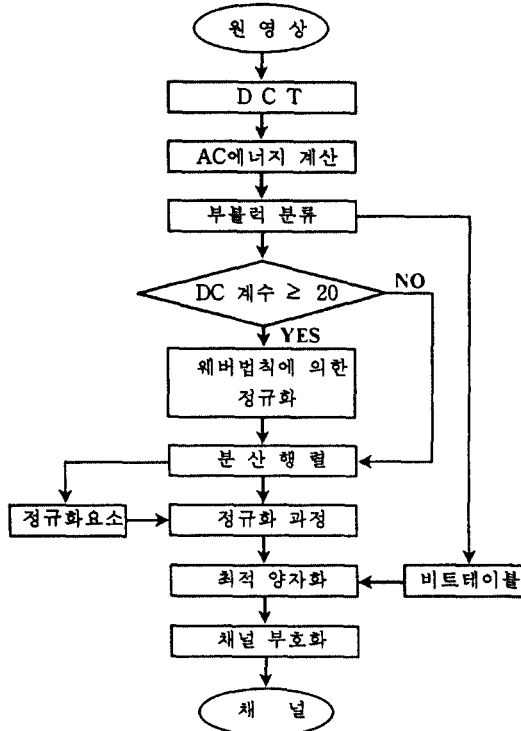 원 영 상
D C T
AC에너지 계산
부블럭 분류
DC 계수 ≥ 20
NO
YES
웨버법칙에 의한
정규화
분 산 행 렬
정규화요소
정규화 과정
최적 양자화
비트테이블
채널 부호화
채 널